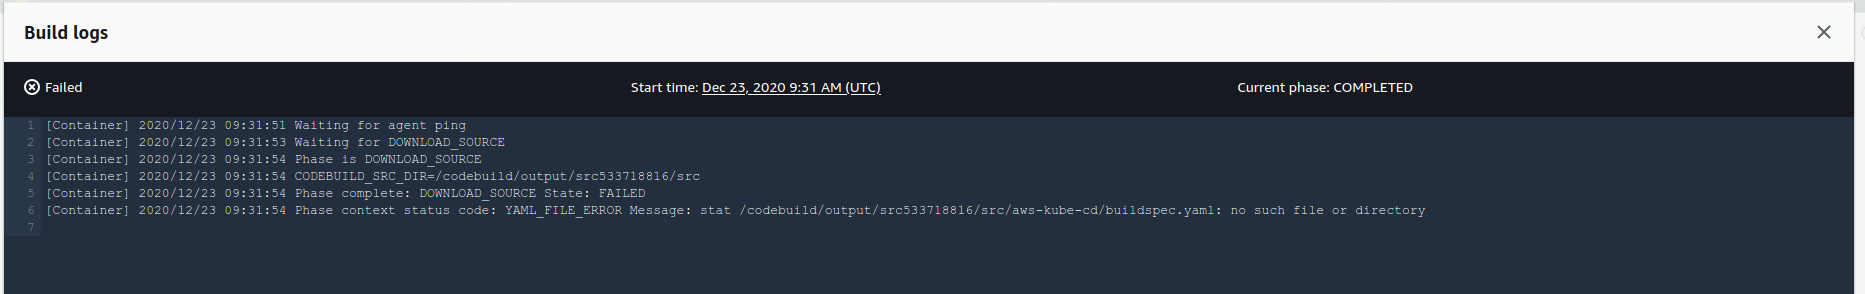 Build logs
Failed
Start time: Dec 23, 2020 9:31 AM (UTC)
Current phase: COMPLETED
1 [Container] 2020/12/23 09:31:51 Waiting for agent ping
2 [Container] 2020/12/23 09:31:53 Waiting for DOWNLOAD_SOURCE
3 [Container] 2020/12/23 09:31:54 Phase is DOWNLOAD_SOURCE
4 [Container] 2020/12/23 09:31:54 CODEBUILD_SRC_DIR=/codebuild/output/src533718816/src
5 [Container] 2020/12/23 09:31:54 Phase complete: DOWNLOAD_SOURCE State: FAILED
6 [Container] 2020/12/23 09:31:54 Phase context status code: YAML_FILE_ERROR Message: stat /codebuild/output/src533718816/src/aws-kube-cd/buildspec.yaml: no such file or directory
7